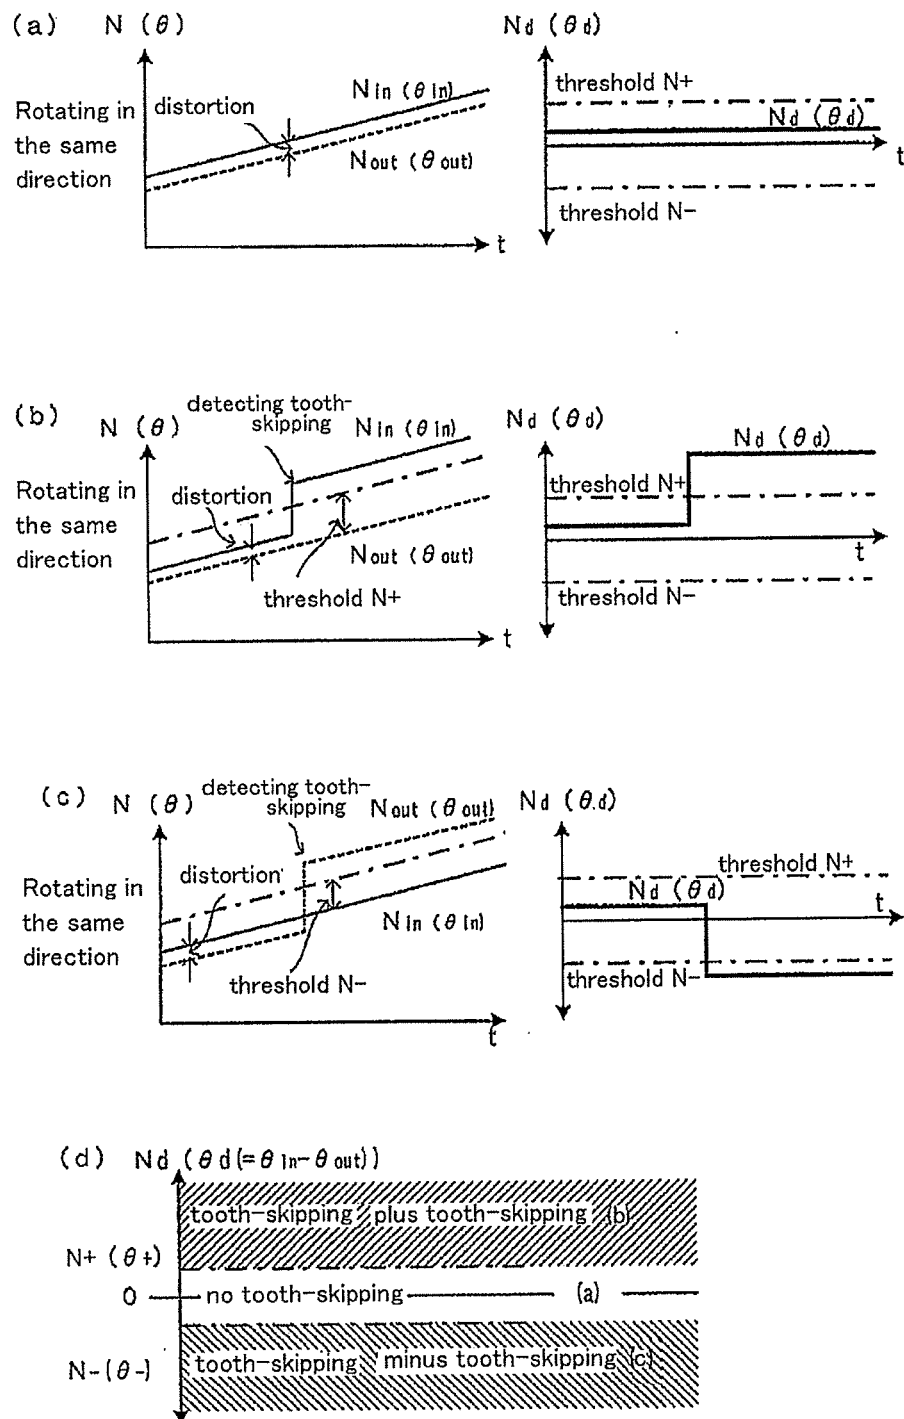 (a) N (θ)
Rotating in
the same
direction
distortion
Nin (θin)
Nout (θout)
t
Nd (θd)
threshold N+
Nd (θd)
t
threshold N-
(b) N (θ)
detecting tooth-
skipping
Nin (θin)
Rotating in
the same
direction
distortion
Nout (θout)
threshold N+
t
Nd (θd)
Nd (θd)
threshold N+
t
threshold N-
(c) N (θ)
detecting tooth-
skipping
Nout (θout)
Rotating in
the same
direction
distortion
Nin (θin)
threshold N-
t
Nd (θ.d)
threshold N+
Nd (θd)
t
threshold N-
(d) Nd (θd(=θin-θout))
tooth-skipping plus tooth-skipping (b)
N+ (θ+)
0 no tooth-skipping (a)
tooth-skipping minus tooth-skipping (c)
N-(θ-)